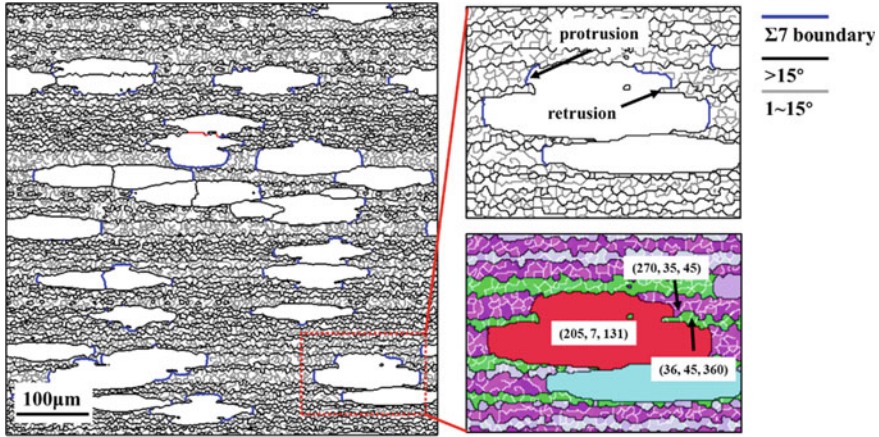 protrusion
retrusion
Σ7 boundary
>15°
1~15°
(270, 35, 45)
(205, 7, 131)
(36, 45, 360)
100μm